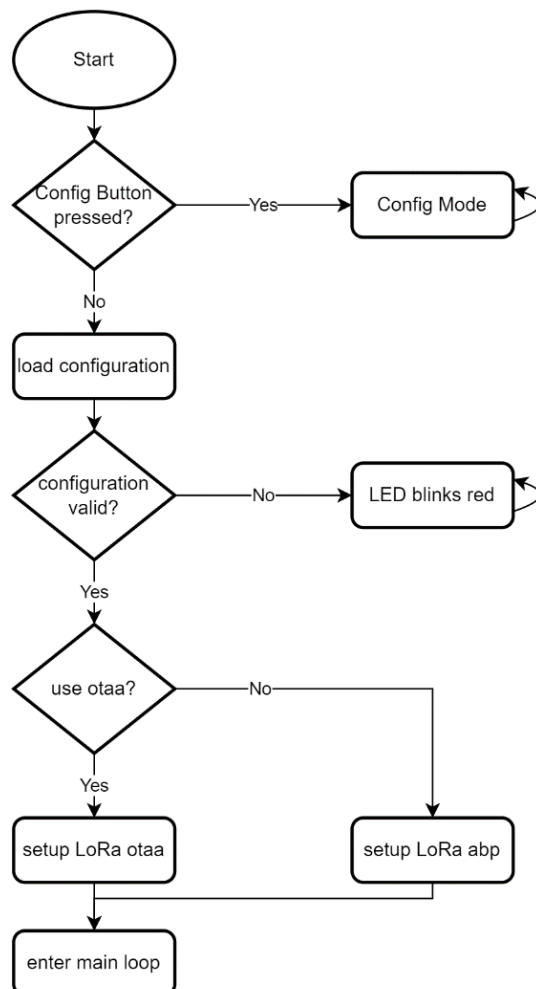 Start
Config Button
pressed?
Yes
Config Mode
No
load configuration
configuration
valid?
No
LED blinks red
Yes
use otaa?
No
Yes
setup LoRa otaa
setup LoRa abp
enter main loop